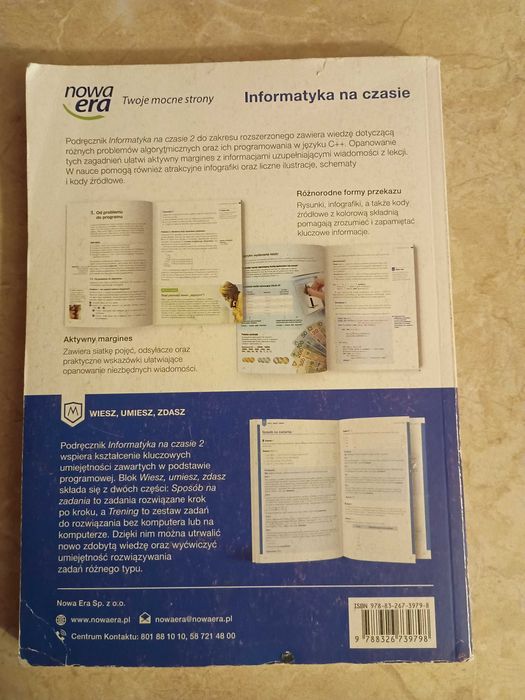 nowa
era
Twoje mocne strony
Informatyka na czasie
Podręcznik Informatyka na czasie 2 do zakresu rozszerzonego zawiera wiedzę dotyczącą
różnych problemów algorytmicznych oraz ich programowania w języku C++. Opanowanie
tych zagadnień ułatwi aktywny margines z informacjami uzupełniającymi wiadomości z lekcji.
W nauce pomogą również atrakcyjne infografiki oraz liczne ilustracje, schematy
i kody źródłowe.
Różnorodne formy przekazu
Rysunki, infografiki, a także kody
źródłowe z kolorową składnią
pomagają zrozumieć i zapamiętać
kluczowe informacje.
1. Od problemu
do programu
Aktywny margines
Zawiera siatkę pojęć, odsyłacze oraz
praktyczne wskazówki ułatwiające
opanowanie niezbędnych wiadomości.
WIESZ, UMIESZ, ZDASZ
Podręcznik Informatyka na czasie 2
wspiera kształcenie kluczowych
umiejętności zawartych w podstawie
programowej. Blok Wiesz, umiesz, zdasz
składa się z dwóch części: Sposób na
zadania to zadania rozwiązane krok
po kroku, a Trening to zestaw zadań
do rozwiązania bez komputera lub na
komputerze. Dzięki nim można utrwalić
nowo zdobytą wiedzę oraz wyćwiczyć
umiejętność rozwiązywania
zadań różnego typu.
Nowa Era Sp. z o.o.
www.nowaera.pl
nowaera@nowaera.pl
Centrum Kontaktu: 801 88 10 10, 58 721 48 00
ISBN 978-83-267-3979-8
9 788326 739798